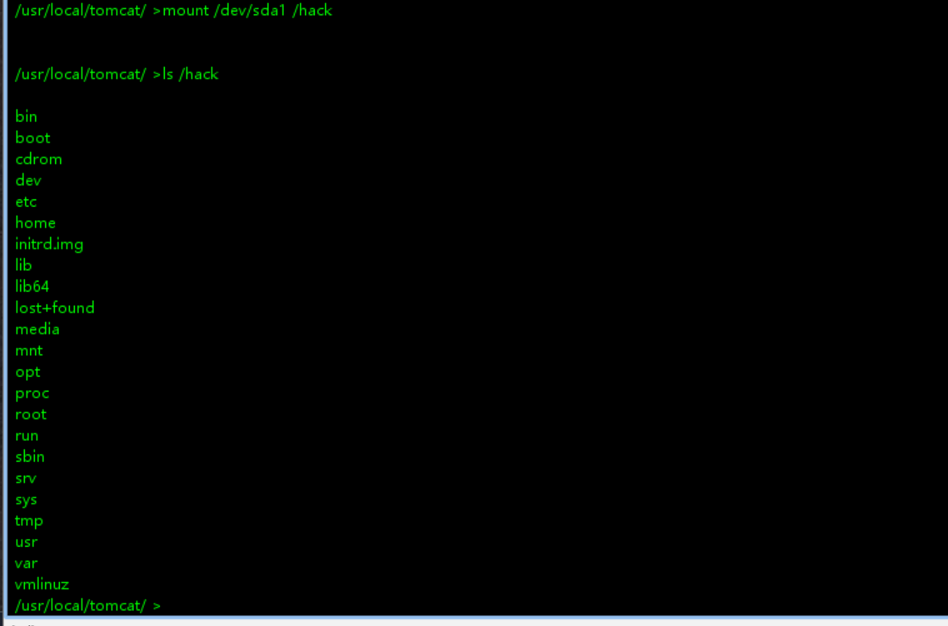 /usr/local/tomcat/ >mount /dev/sda1 /hack
/usr/local/tomcat/ >ls /hack
bin
boot
cdrom
dev
etc
home
initrd.img
lib
lib64
lost+found
media
mnt
opt
proc
root
run
sbin
srv
sys
tmp
usr
var
vmlinuz
/usr/local/tomcat/ >